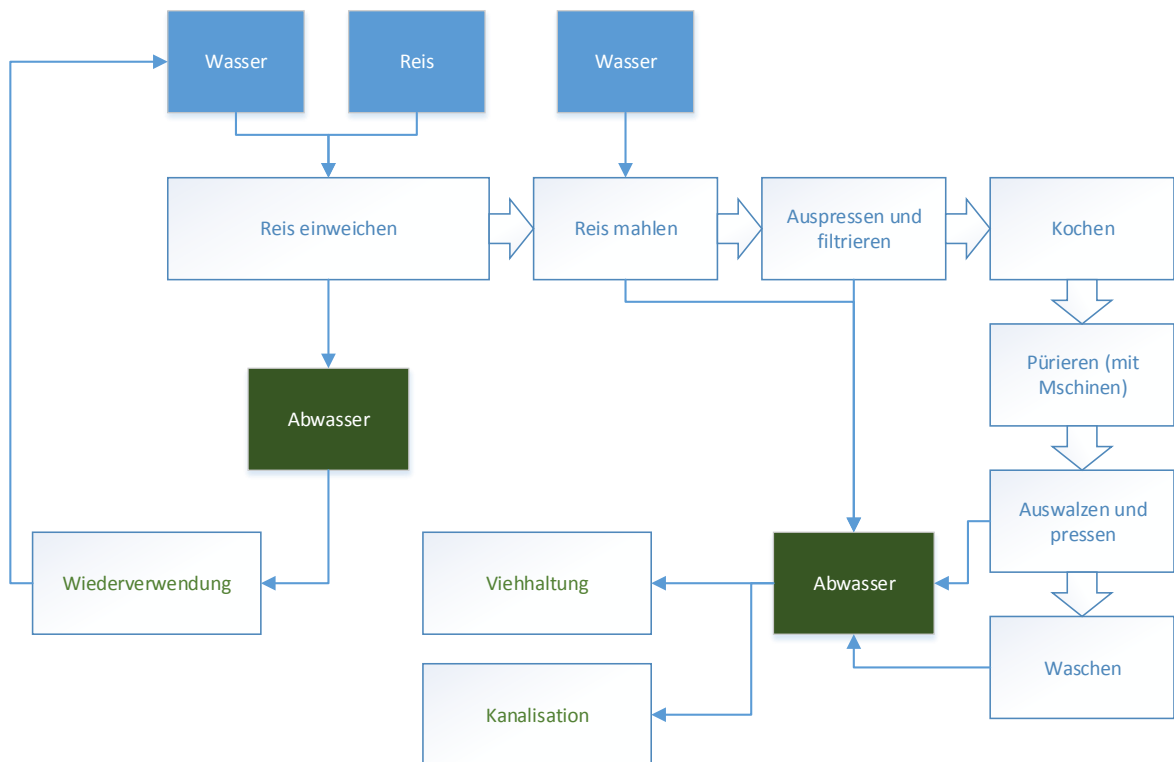 Wasser
Reis
Wasser
Reis einweichen
Reis mahlen
Auspressen und
filtrieren
Kochen
Pürieren (mit
Mschinen)
Abwasser
Auswalzen und
pressen
Wiederverwendung
Viehhaltung
Abwasser
Waschen
Kanalisation